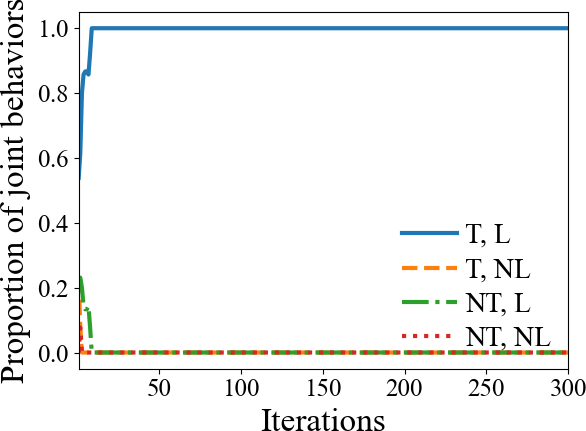 Proportion of joint behaviors
1.0
0.8
0.6
0.4
0.2
0.0
T, L
T, NL
NT, L
NT, NL
50 100 150 200 250 300
Iterations